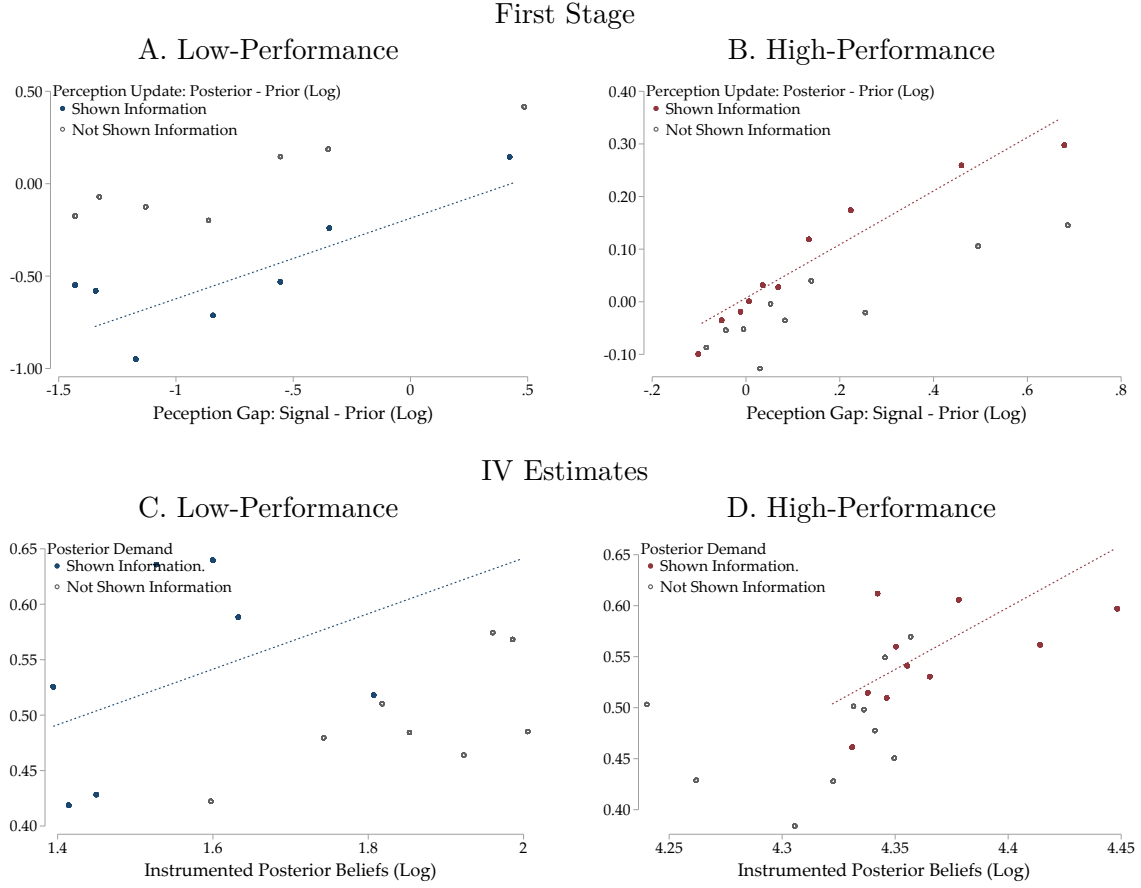 First Stage
A. Low-Performance
Perception Update: Posterior - Prior (Log)
Shown Information
Not Shown Information
0.50
0.00
-0.50
-1.00
-1.5 -1 -.5 0 .5
Peception Gap: Signal - Prior (Log)
B. High-Performance
Perception Update: Posterior - Prior (Log)
Shown Information
Not Shown Information
0.40
0.30
0.20
0.10
0.00
-0.10
-.2 0 .2 .4 .6 .8
Peception Gap: Signal - Prior (Log)
IV Estimates
C. Low-Performance
Posterior Demand
Shown Information.
Not Shown Information
0.65
0.60
0.55
0.50
0.45
0.40
1.4 1.6 1.8 2
Instrumented Posterior Beliefs (Log)
D. High-Performance
Posterior Demand
Shown Information.
Not Shown Information
0.65
0.60
0.55
0.50
0.45
0.40
4.25 4.3 4.35 4.4 4.45
Instrumented Posterior Beliefs (Log)